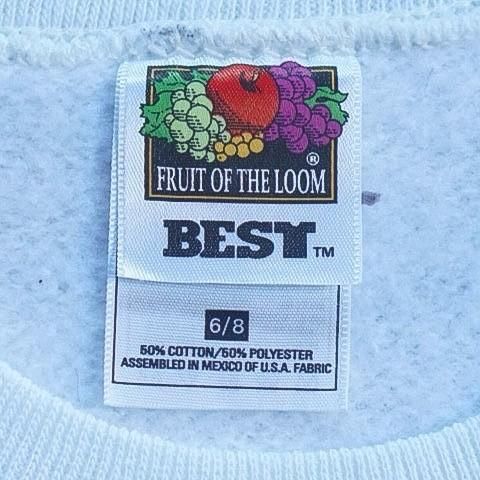 FRUIT OF THE LOOM ®
BEST™
6/8
50% COTTON/50% POLYESTER
ASSEMBLED IN MEXICO OF U.S.A. FABRIC